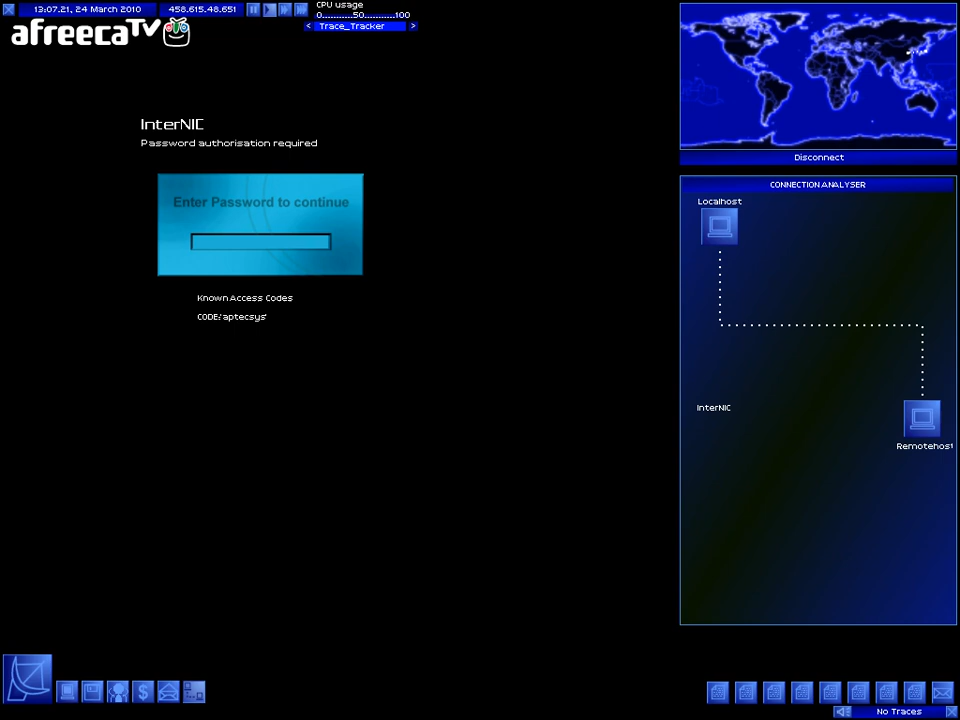 13:07.21, 24 March 2010
458.615.48.651
CPU usage
0...........50..........100
< Trace_Tracker >
afreecaTV
InterNIC
Password authorisation required
Enter Password to continue
Known Access Codes
CODE:'aptecsys'
Disconnect
CONNECTION ANALYSER
Localhost
InterNIC
Remotehost
No Traces